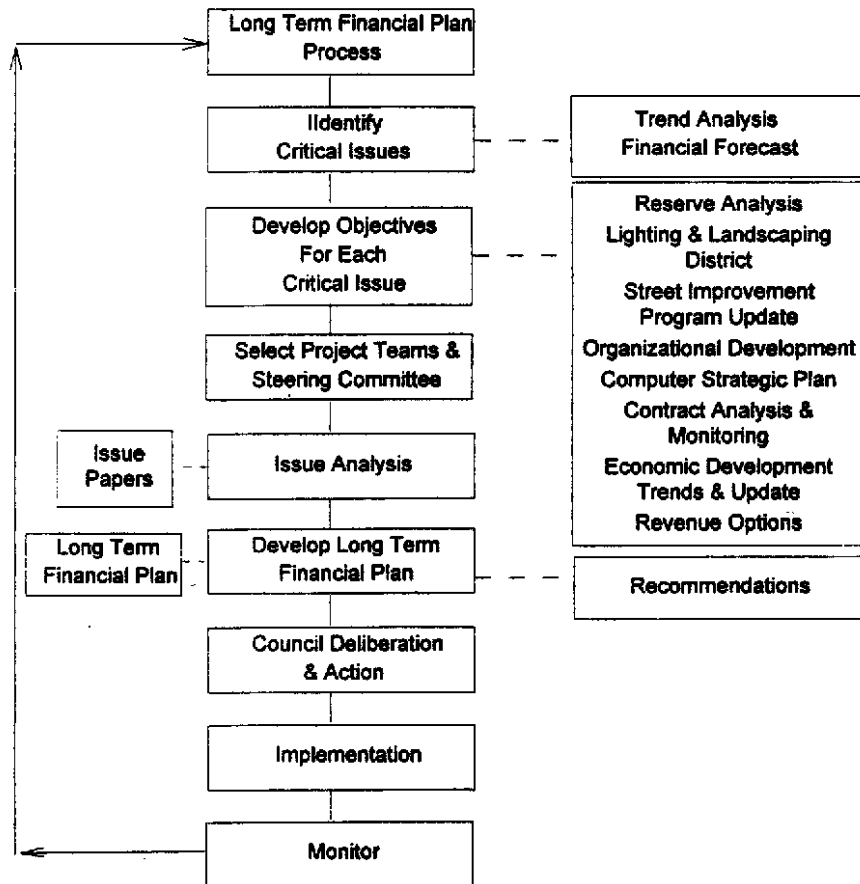 Long Term Financial Plan
Process
IIdentify
Critical Issues
Trend Analysis
Financial Forecast
Develop Objectives
For Each
Critical Issue
Reserve Analysis
Lighting & Landscaping
District
Street Improvement
Program Update
Organizational Development
Computer Strategic Plan
Contract Analysis &
Monitoring
Economic Development
Trends & Update
Revenue Options
Select Project Teams &
Steering Committee
Issue
Papers
Issue Analysis
Long Term
Financial Plan
Develop Long Term
Financial Plan
Recommendations
Council Deliberation
& Action
Implementation
Monitor